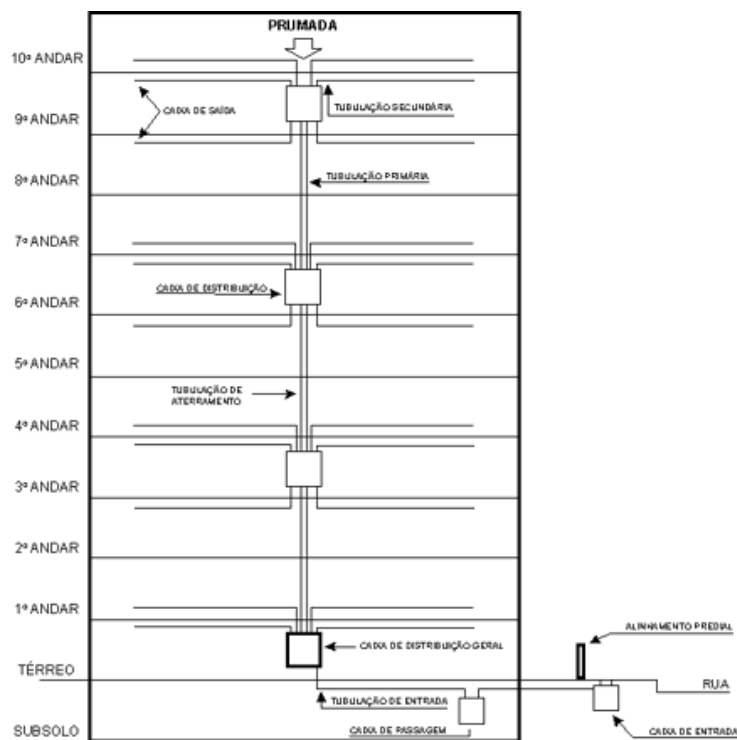 PRUMADA
10º ANDAR
CAIXA DE SAÍDA
TUBULAÇÃO SECUNDÁRIA
9º ANDAR
8º ANDAR
TUBULAÇÃO PRIMÁRIA
7º ANDAR
CAIXA DE DISTRIBUIÇÃO
6º ANDAR
5º ANDAR
TUBULAÇÃO DE
ATERRAMENTO
4º ANDAR
3º ANDAR
2º ANDAR
1º ANDAR
ALINHAMENTO PREDIAL
CAIXA DE DISTRIBUIÇÃO GERAL
TÉRREO
RUA
TUBULAÇÃO DE ENTRADA
SUBSOLO
CAIXA DE PASSAGEM
CAIXA DE ENTRADA